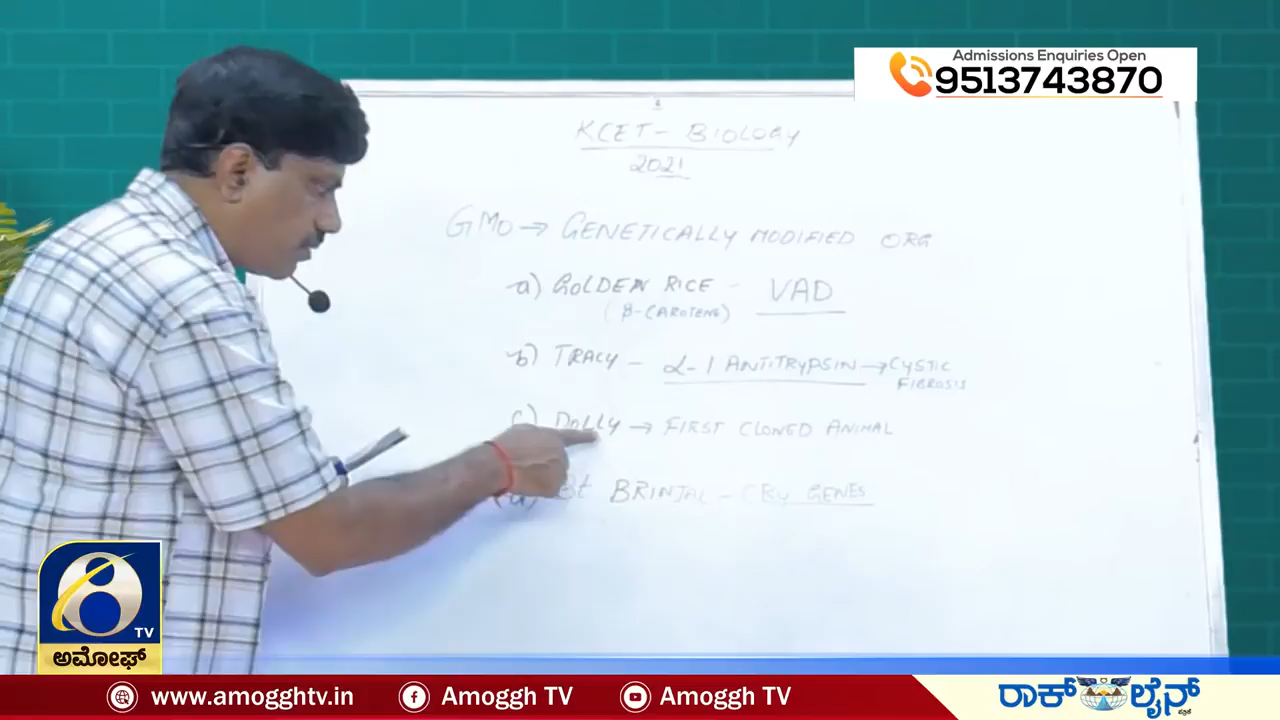 Admissions Enquiries Open
9513743870
KCET - BIOLOGY
2021
GMO → GENETICALLY MODIFIED ORG
a) GOLDEN RICE - VAD
(β-CAROTENE)
b) TRACY - α-1 ANTITRYPSIN → CYSTIC
FIBROSIS
c) DOLLY → FIRST CLONED ANIMAL
(d) Bt BRINJAL - CRY GENES
8
TV
ಅಮೋಘ್
www.amogghtv.in Amoggh TV Amoggh TV
ರಾಕ್ ಲೈನ್